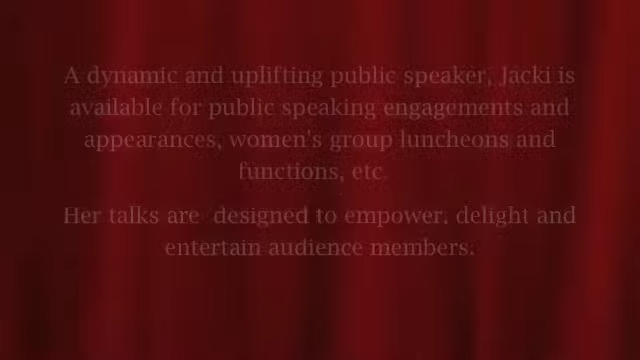 A dynamic and uplifting public speaker, Jacki is
available for public speaking engagements and
appearances, women's group luncheons and
functions, etc.
Her talks are designed to empower, delight and
entertain audience members.